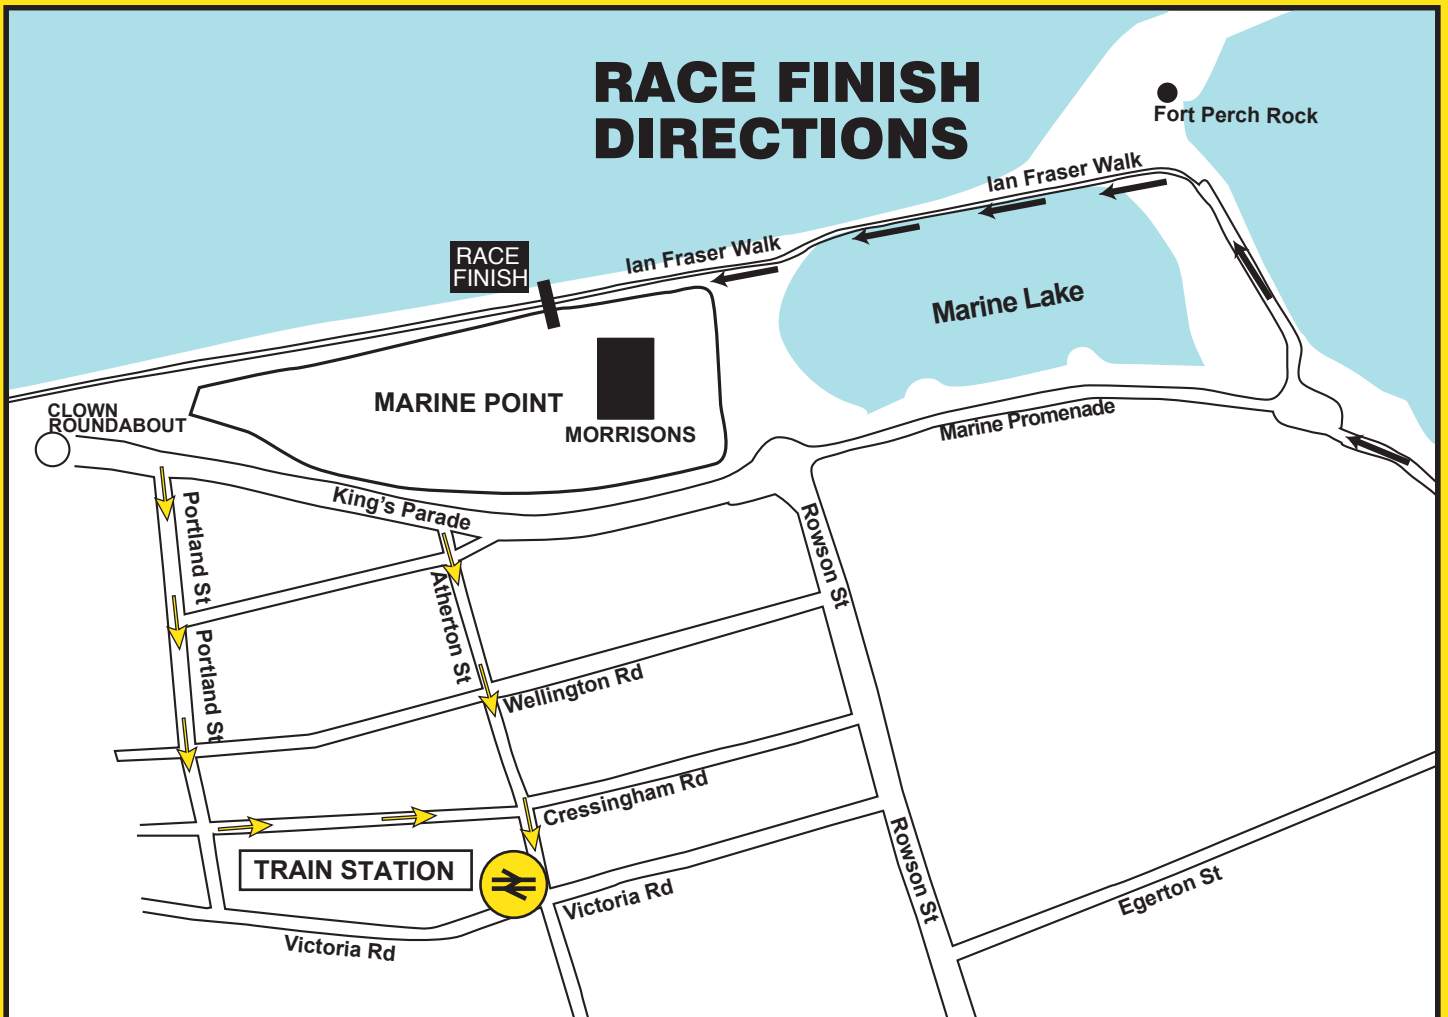 RACE FINISH
DIRECTIONS
Fort Perch Rock
Ian Fraser Walk
Ian Fraser Walk
RACE
FINISH
Marine Lake
MARINE POINT
MORRISONS
CLOWN
ROUNDABOUT
Marine Promenade
King's Parade
Portland St
Rowson St
Atherton St
Portland St
Wellington Rd
Cressingham Rd
TRAIN STATION
Rowson St
Egerton St
Victoria Rd
Victoria Rd